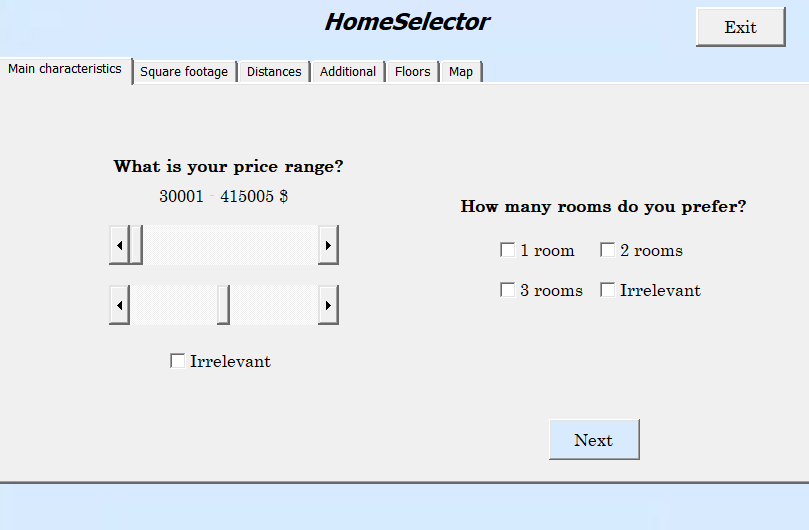 HomeSelector
Exit
Main characteristics Square footage Distances Additional Floors Map
What is your price range?
30001 - 415005 $
Irrelevant
How many rooms do you prefer?
1 room 2 rooms
3 rooms Irrelevant
Next